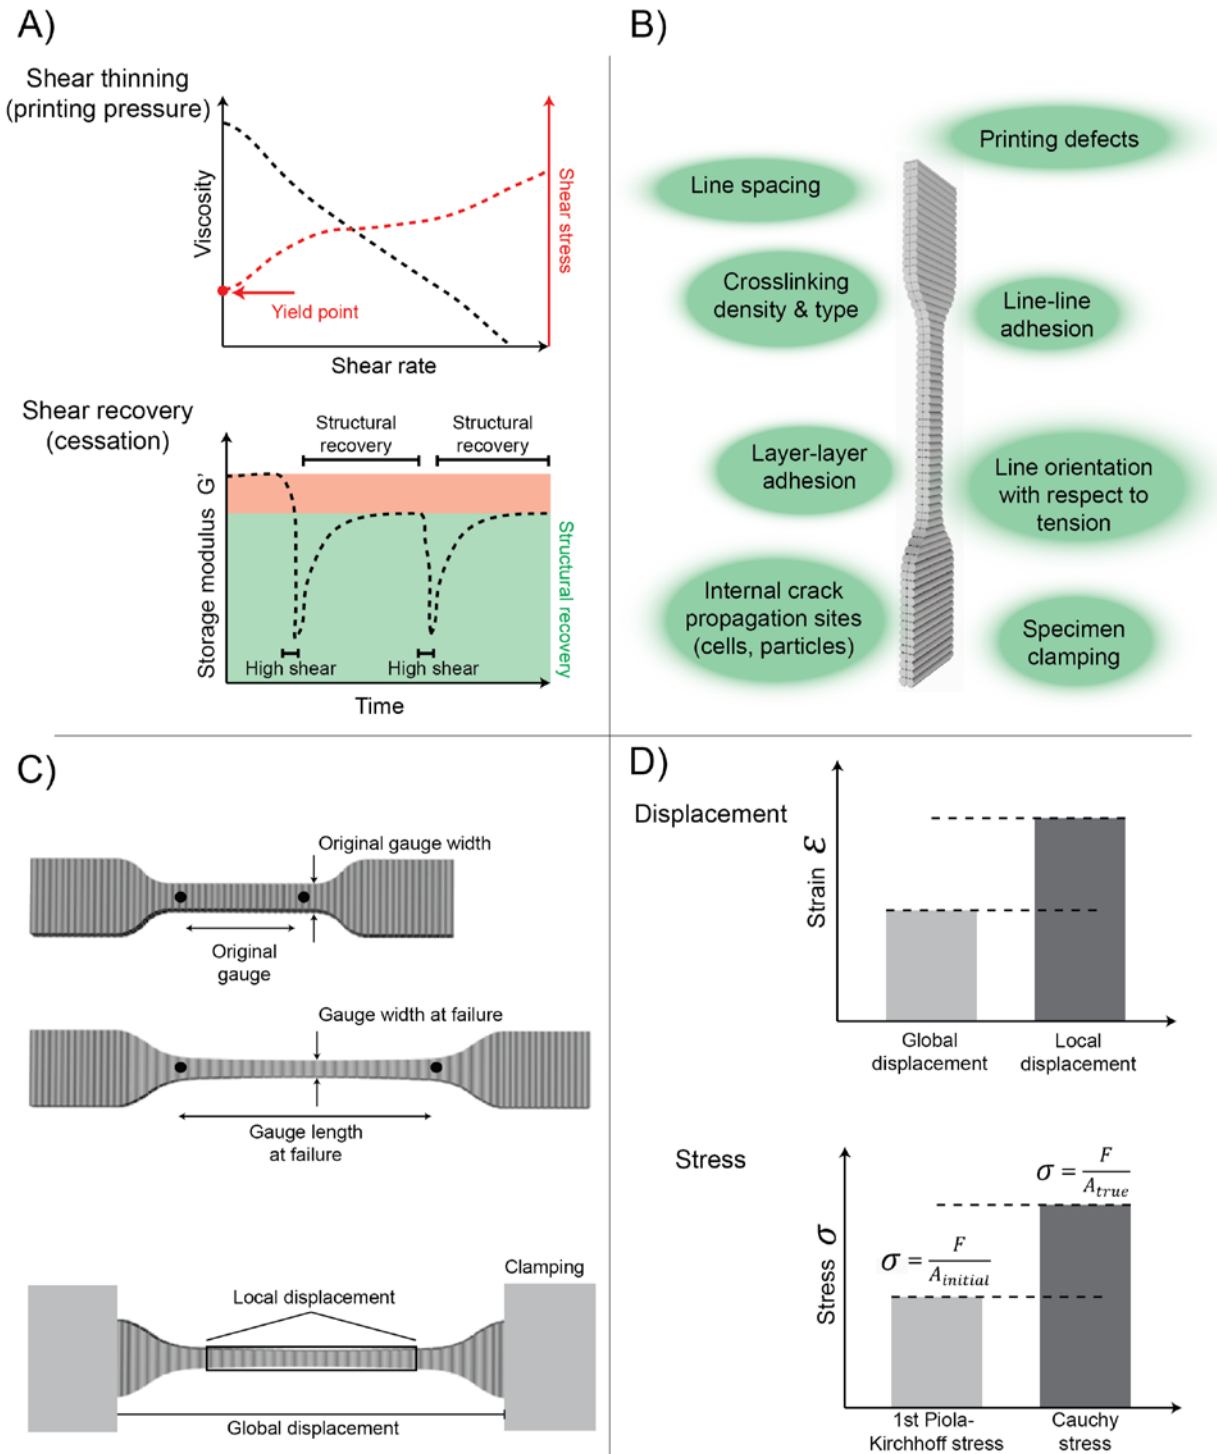 A)
Shear thinning
(printing pressure)
Viscosity
Shear stress
Yield point
Shear rate
Shear recovery
(cessation)
Structural
recovery
Structural
recovery
Storage modulus G'
Structural recovery
High shear
High shear
Time
B)
Printing defects
Line spacing
Crosslinking
density & type
Line-line
adhesion
Layer-layer
adhesion
Line orientation
with respect to
tension
Internal crack
propagation sites
(cells, particles)
Specimen
clamping
C)
Original gauge width
Original
gauge
Gauge width at failure
Gauge length
at failure
Clamping
Local displacement
Global displacement
D)
Displacement
Strain ε
Global
displacement
Local
displacement
Stress
Stress σ
σ = F / A_initial
σ = F / A_true
1st Piola-
Kirchhoff stress
Cauchy
stress